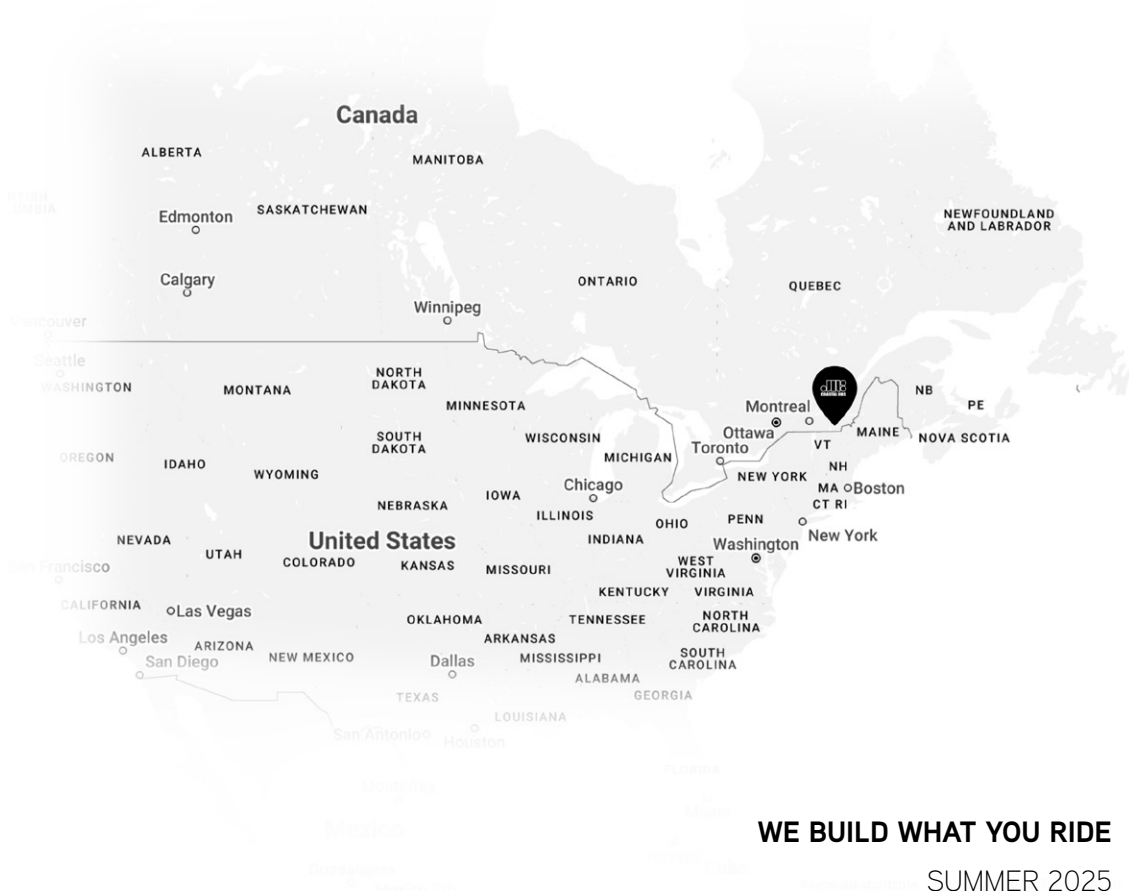 Canada
ALBERTA
MANITOBA
SASKATCHEWAN
Edmonton
NEWFOUNDLAND
AND LABRADOR
Calgary
ONTARIO
QUEBEC
Winnipeg
Vancouver
Seattle
WASHINGTON
MONTANA
NORTH
DAKOTA
MINNESOTA
NB
PE
Montreal
Ottawa
MAINE
NOVA SCOTIA
VT
OREGON
IDAHO
WYOMING
SOUTH
DAKOTA
WISCONSIN
MICHIGAN
Toronto
NEW YORK
NH
MA
Boston
CT RI
NEBRASKA
IOWA
Chicago
ILLINOIS
OHIO
PENN
New York
NEVADA
UTAH
United States
COLORADO
KANSAS
MISSOURI
INDIANA
Washington
WEST
VIRGINIA
San Francisco
CALIFORNIA
Las Vegas
KENTUCKY
VIRGINIA
OKLAHOMA
TENNESSEE
NORTH
CAROLINA
Los Angeles
ARIZONA
San Diego
NEW MEXICO
ARKANSAS
Dallas
MISSISSIPPI
SOUTH
CAROLINA
ALABAMA
TEXAS
GEORGIA
LOUISIANA
San Antonio
Houston
FLORIDA
Monterrey
Miami
Mexico
WE BUILD WHAT YOU RIDE
SUMMER 2025